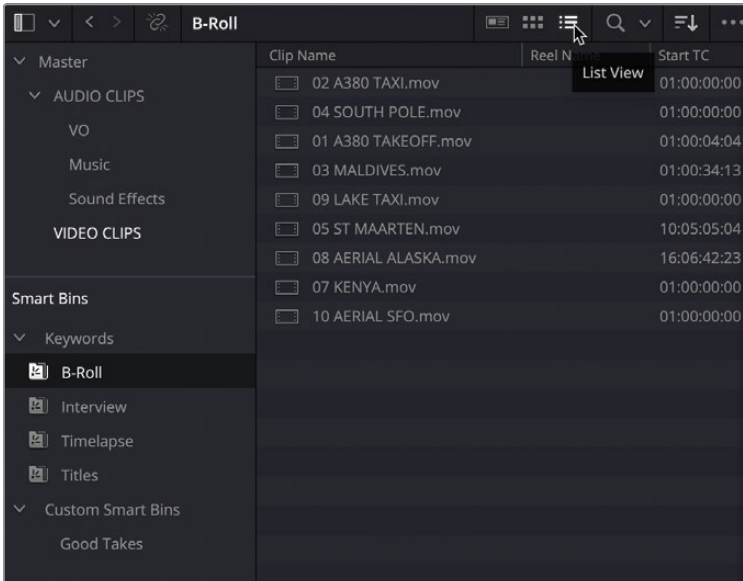 B-Roll
Master
AUDIO CLIPS
VO
Music
Sound Effects
VIDEO CLIPS
Smart Bins
Keywords
B-Roll
Interview
Timelapse
Titles
Custom Smart Bins
Good Takes
Clip Name Reel Name Start TC
List View
02 A380 TAXI.mov 01:00:00:00
04 SOUTH POLE.mov 01:00:00:00
01 A380 TAKEOFF.mov 01:00:04:04
03 MALDIVES.mov 01:00:34:13
09 LAKE TAXI.mov 01:00:00:00
05 ST MAARTEN.mov 10:05:05:04
08 AERIAL ALASKA.mov 16:06:42:23
07 KENYA.mov 01:00:00:00
10 AERIAL SFO.mov 01:00:00:00